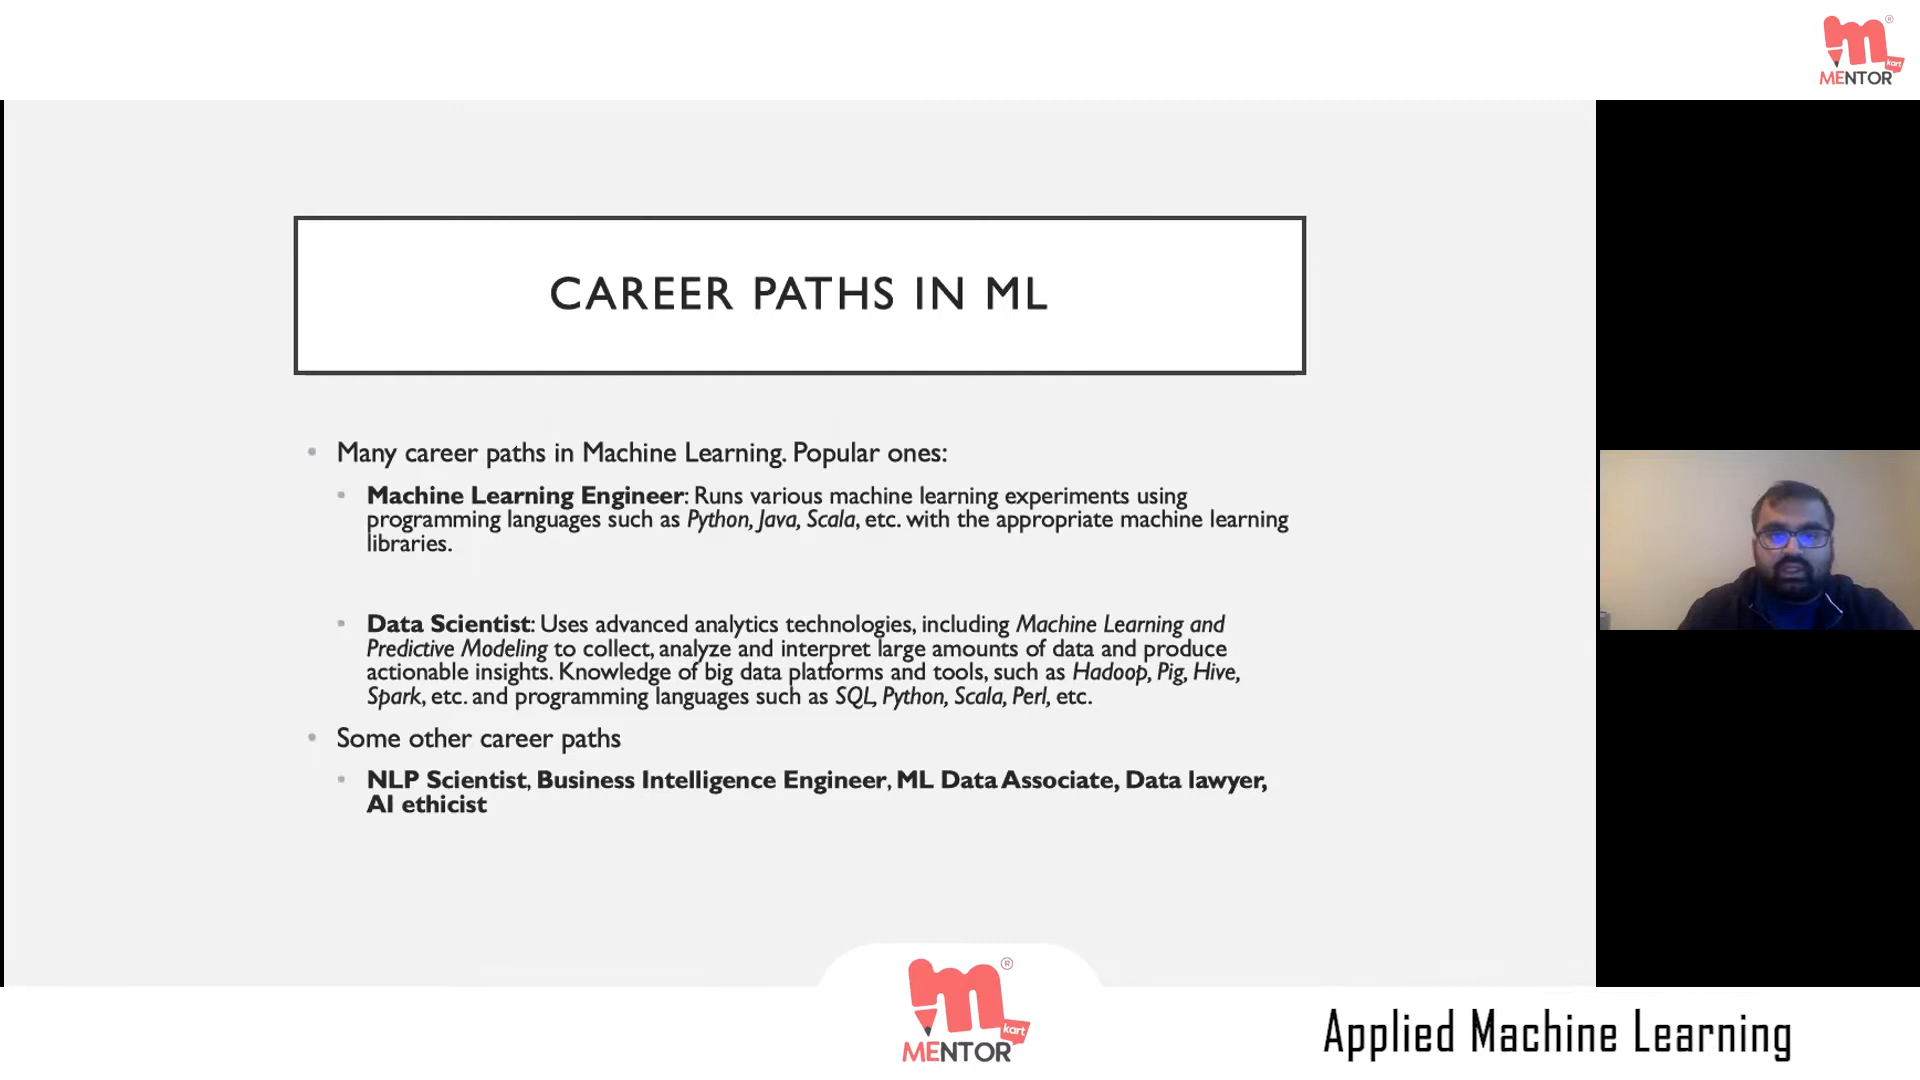 ®
kart
MENTOR
CAREER PATHS IN ML
• Many career paths in Machine Learning. Popular ones:
• Machine Learning Engineer: Runs various machine learning experiments using
programming languages such as Python, Java, Scala, etc. with the appropriate machine learning
libraries.
• Data Scientist: Uses advanced analytics technologies, including Machine Learning and
Predictive Modeling to collect, analyze and interpret large amounts of data and produce
actionable insights. Knowledge of big data platforms and tools, such as Hadoop, Pig, Hive,
Spark, etc. and programming languages such as SQL, Python, Scala, Perl, etc.
• Some other career paths
• NLP Scientist, Business Intelligence Engineer, ML Data Associate, Data lawyer,
AI ethicist
®
kart
MENTOR
Applied Machine Learning